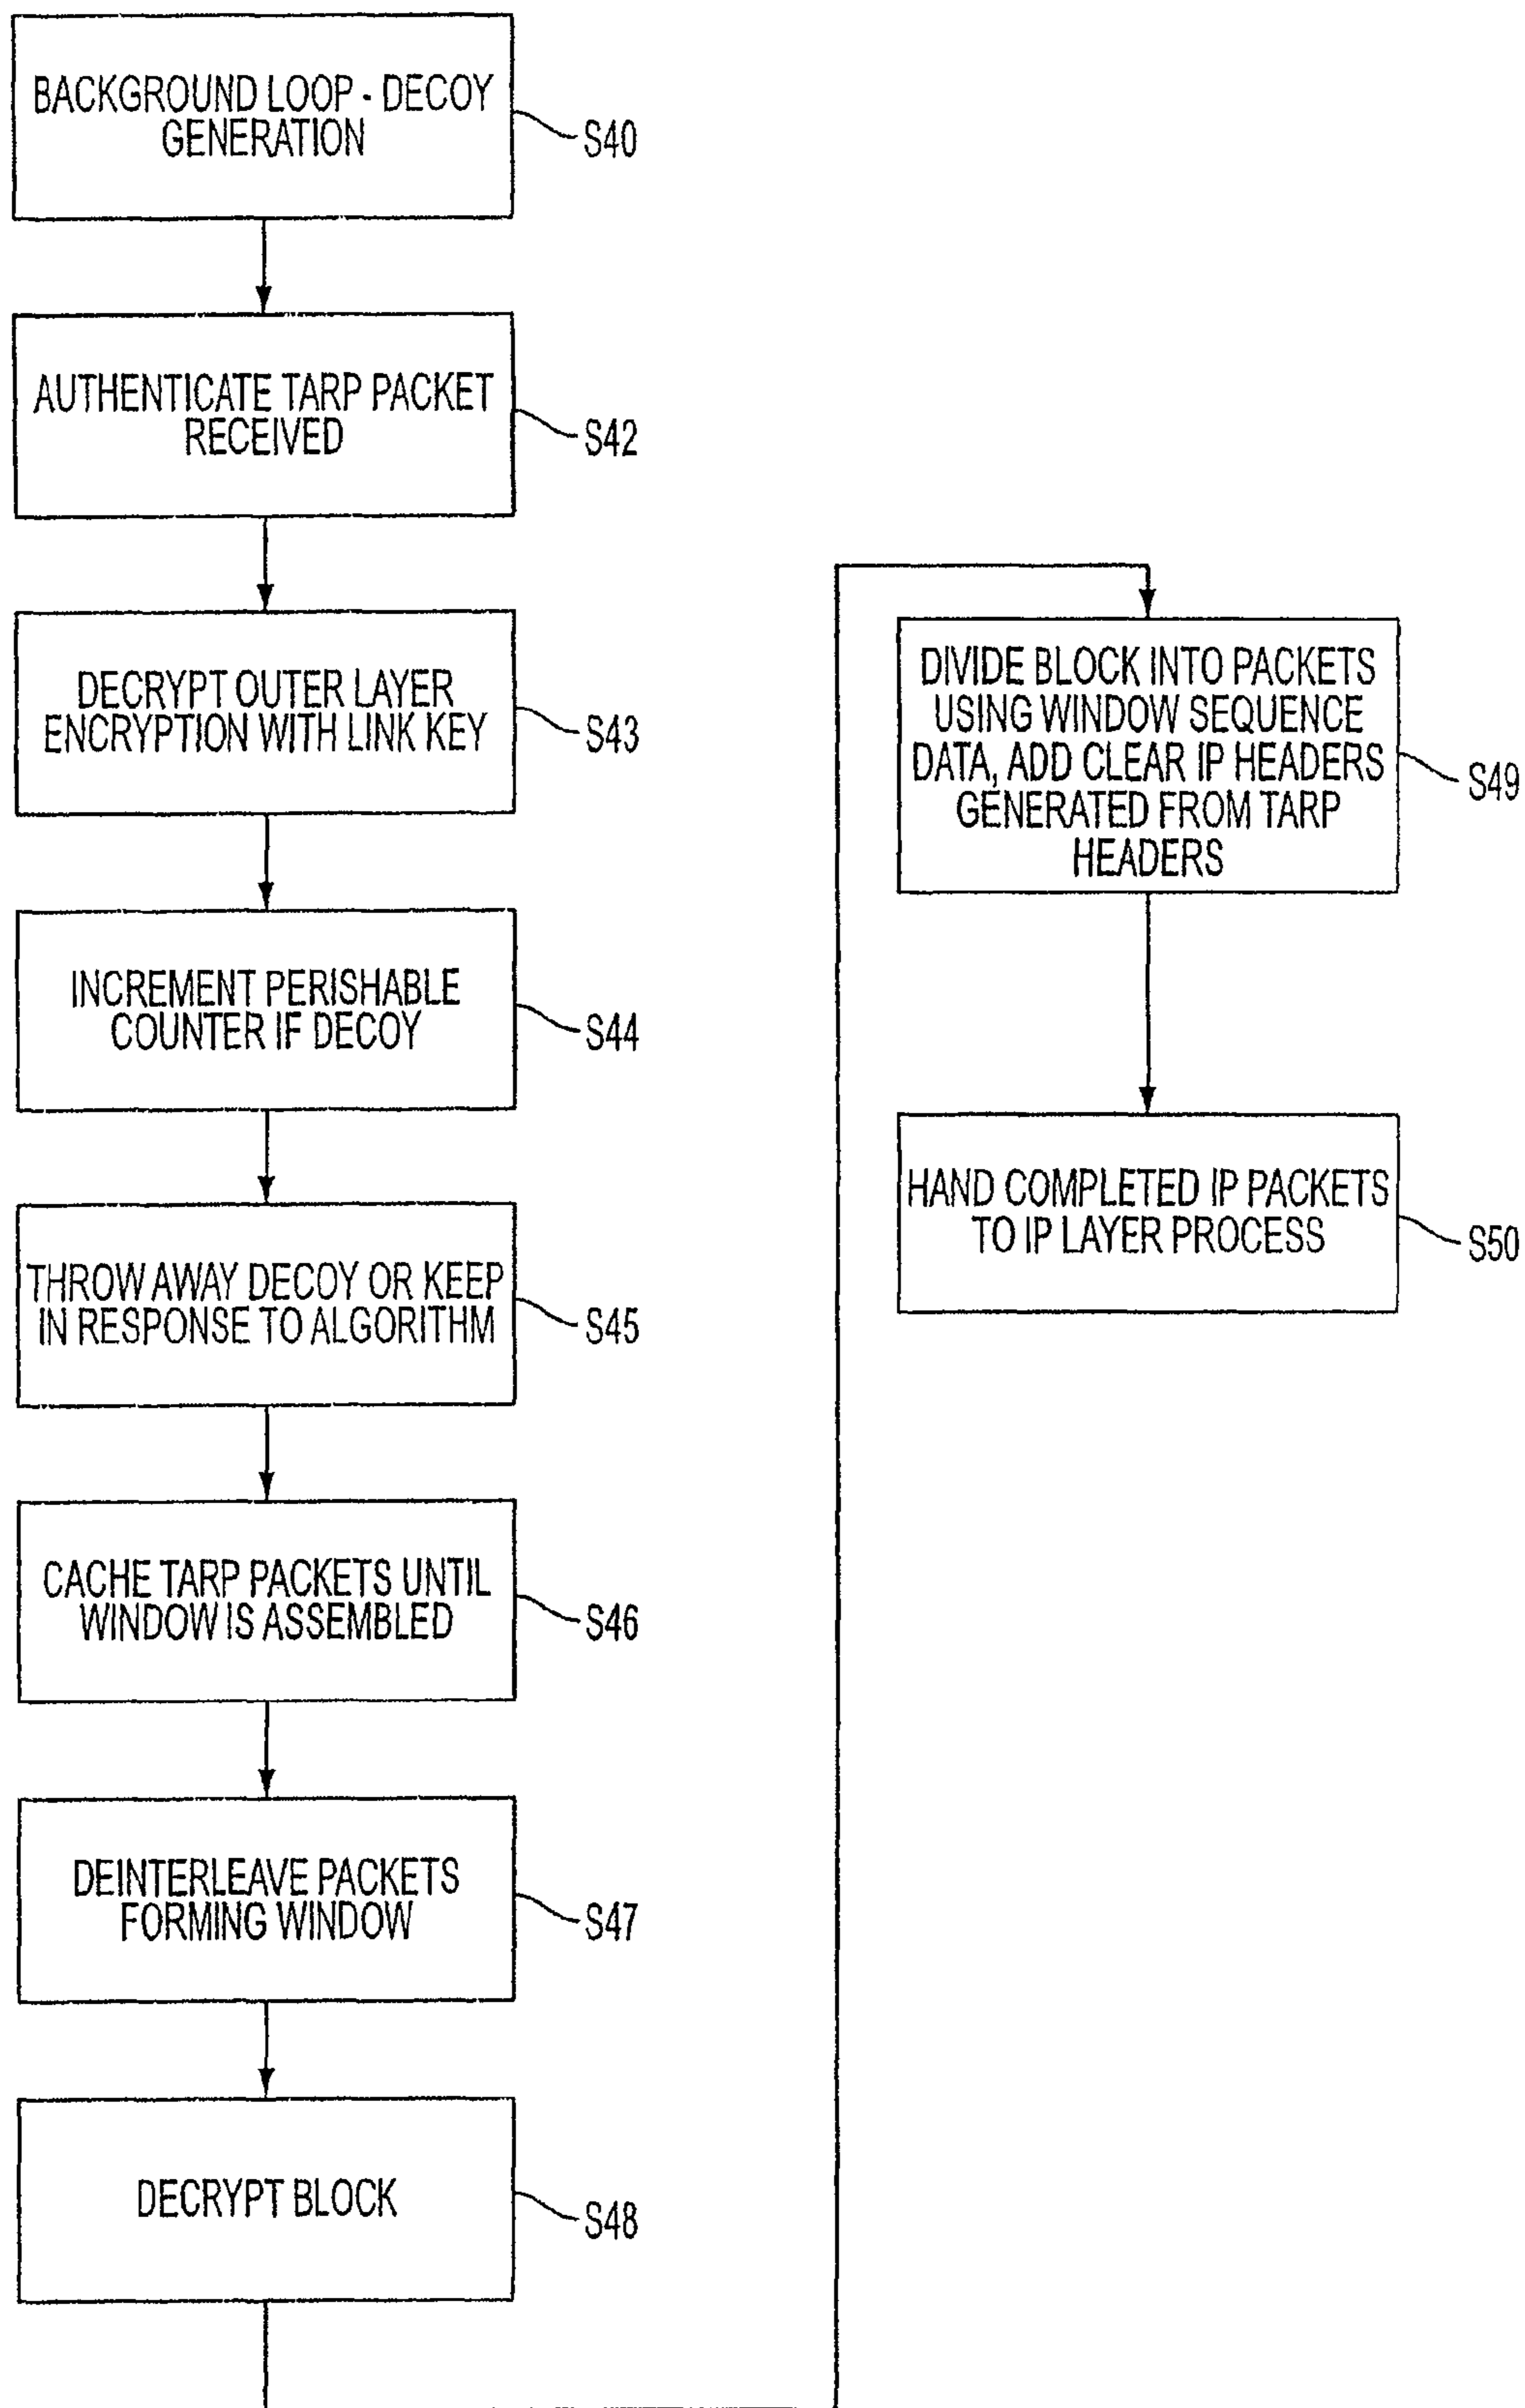 BACKGROUND LOOP - DECOY
GENERATION
S40
AUTHENTICATE TARP PACKET
RECEIVED
S42
DECRYPT OUTER LAYER
ENCRYPTION WITH LINK KEY
S43
INCREMENT PERISHABLE
COUNTER IF DECOY
S44
THROW AWAY DECOY OR KEEP
IN RESPONSE TO ALGORITHM
S45
CACHE TARP PACKETS UNTIL
WINDOW IS ASSEMBLED
S46
DEINTERLEAVE PACKETS
FORMING WINDOW
S47
DECRYPT BLOCK
S48
DIVIDE BLOCK INTO PACKETS
USING WINDOW SEQUENCE
DATA, ADD CLEAR IP HEADERS
GENERATED FROM TARP
HEADERS
S49
HAND COMPLETED IP PACKETS
TO IP LAYER PROCESS
S50